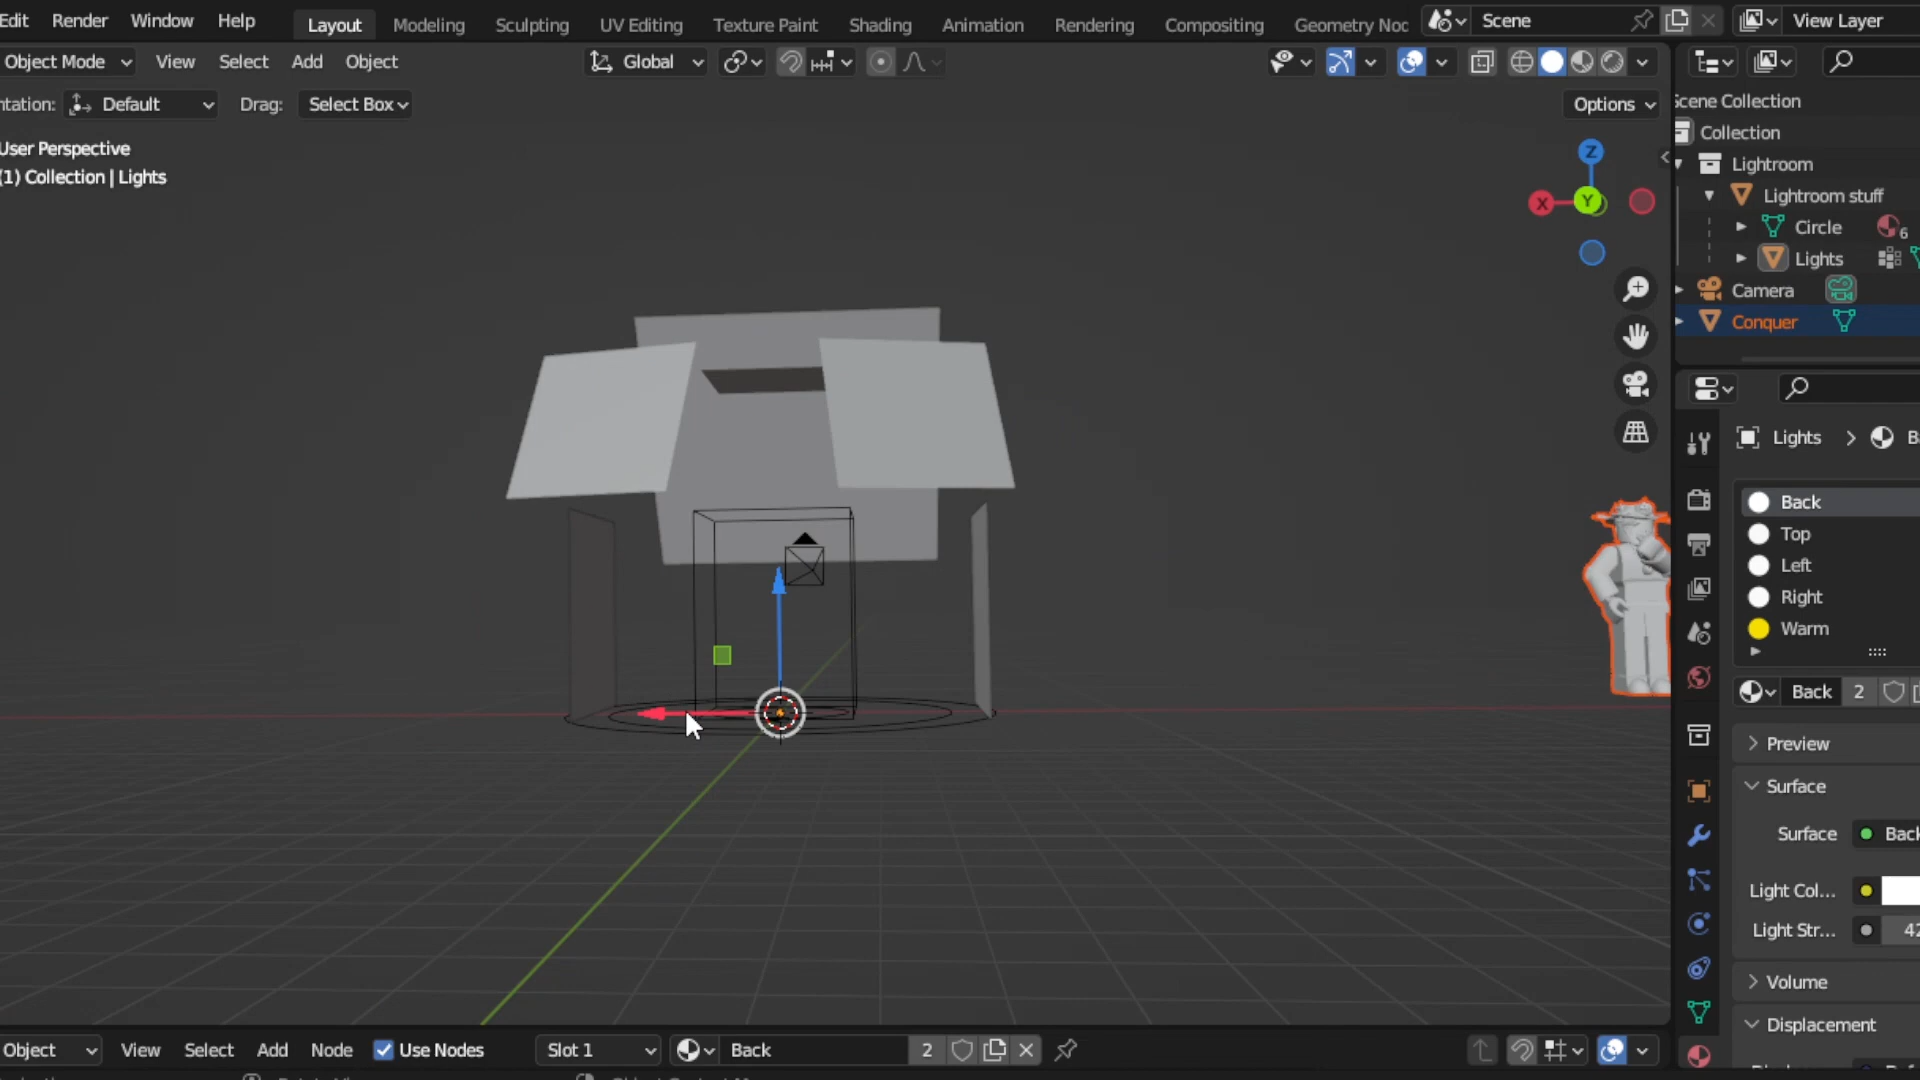 Edit Render Window Help Layout Modeling Sculpting UV Editing Texture Paint Shading Animation Rendering Compositing Geometry Noc Scene View Layer
Object Mode View Select Add Object Global
ntation: Default Drag: Select Box Options
User Perspective
(1) Collection | Lights
Z
X
Y
Scene Collection
Collection
Lightroom
Lightroom stuff
Circle 6
Lights
Camera
Conquer
Lights > B
Back
Top
Left
Right
Warm
Back 2
Preview
Surface
Surface Back
Light Col...
Light Str... 42
Volume
Displacement
Object View Select Add Node Use Nodes Slot 1 Back 2